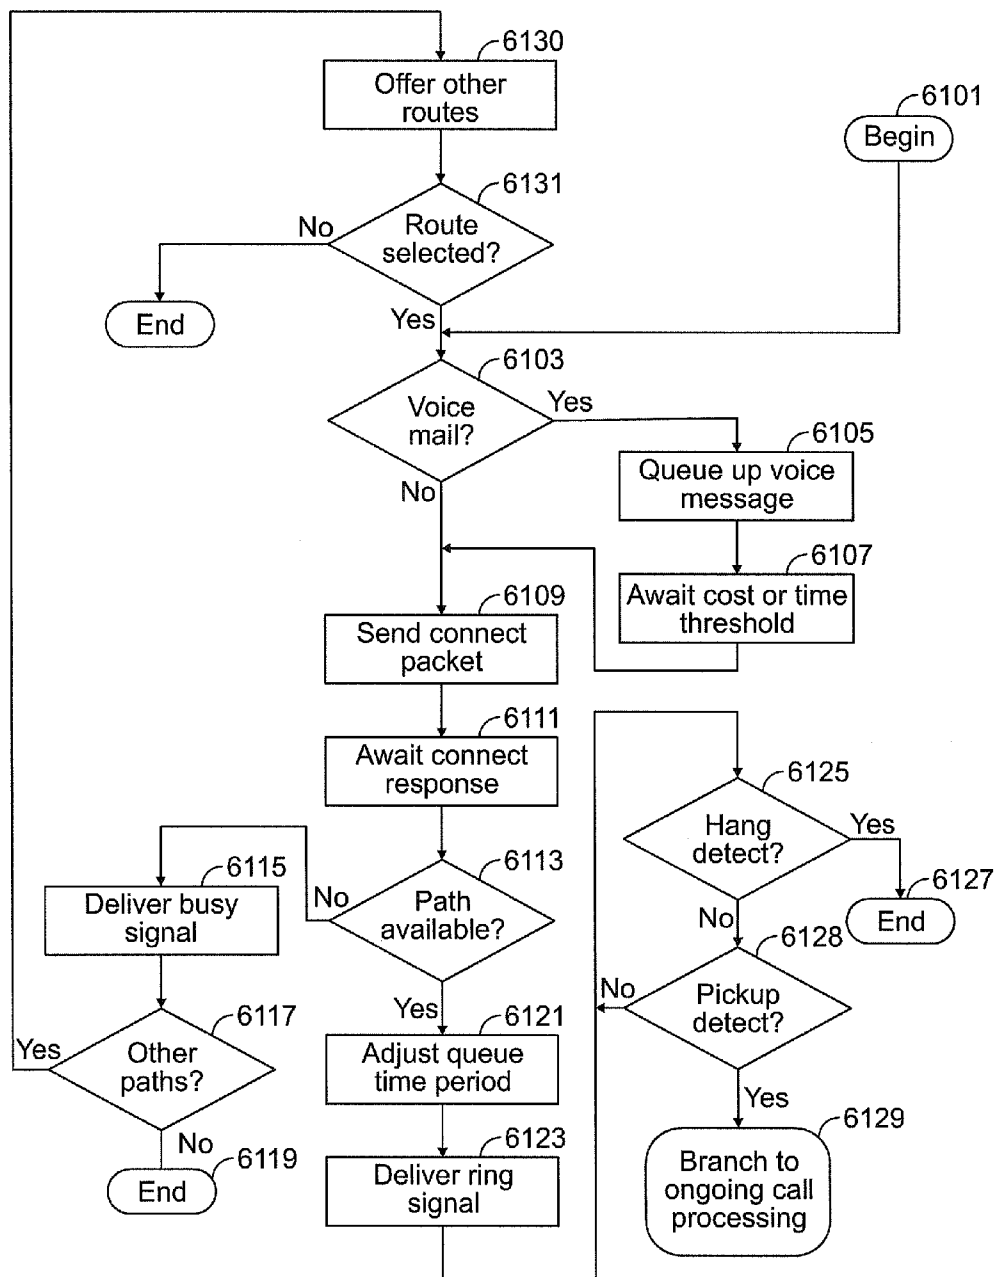 6130
Offer other
routes
6101
Begin
6131
Route
selected?
No
End
Yes
6103
Voice
mail?
Yes
No
6105
Queue up voice
message
6107
Await cost or time
threshold
6109
Send connect
packet
6111
Await connect
response
6113
Path
available?
No
Yes
6115
Deliver busy
signal
6117
Other
paths?
Yes
No
6119
End
6121
Adjust queue
time period
6123
Deliver ring
signal
6125
Hang
detect?
Yes
No
6127
End
6128
Pickup
detect?
No
Yes
6129
Branch to
ongoing call
processing